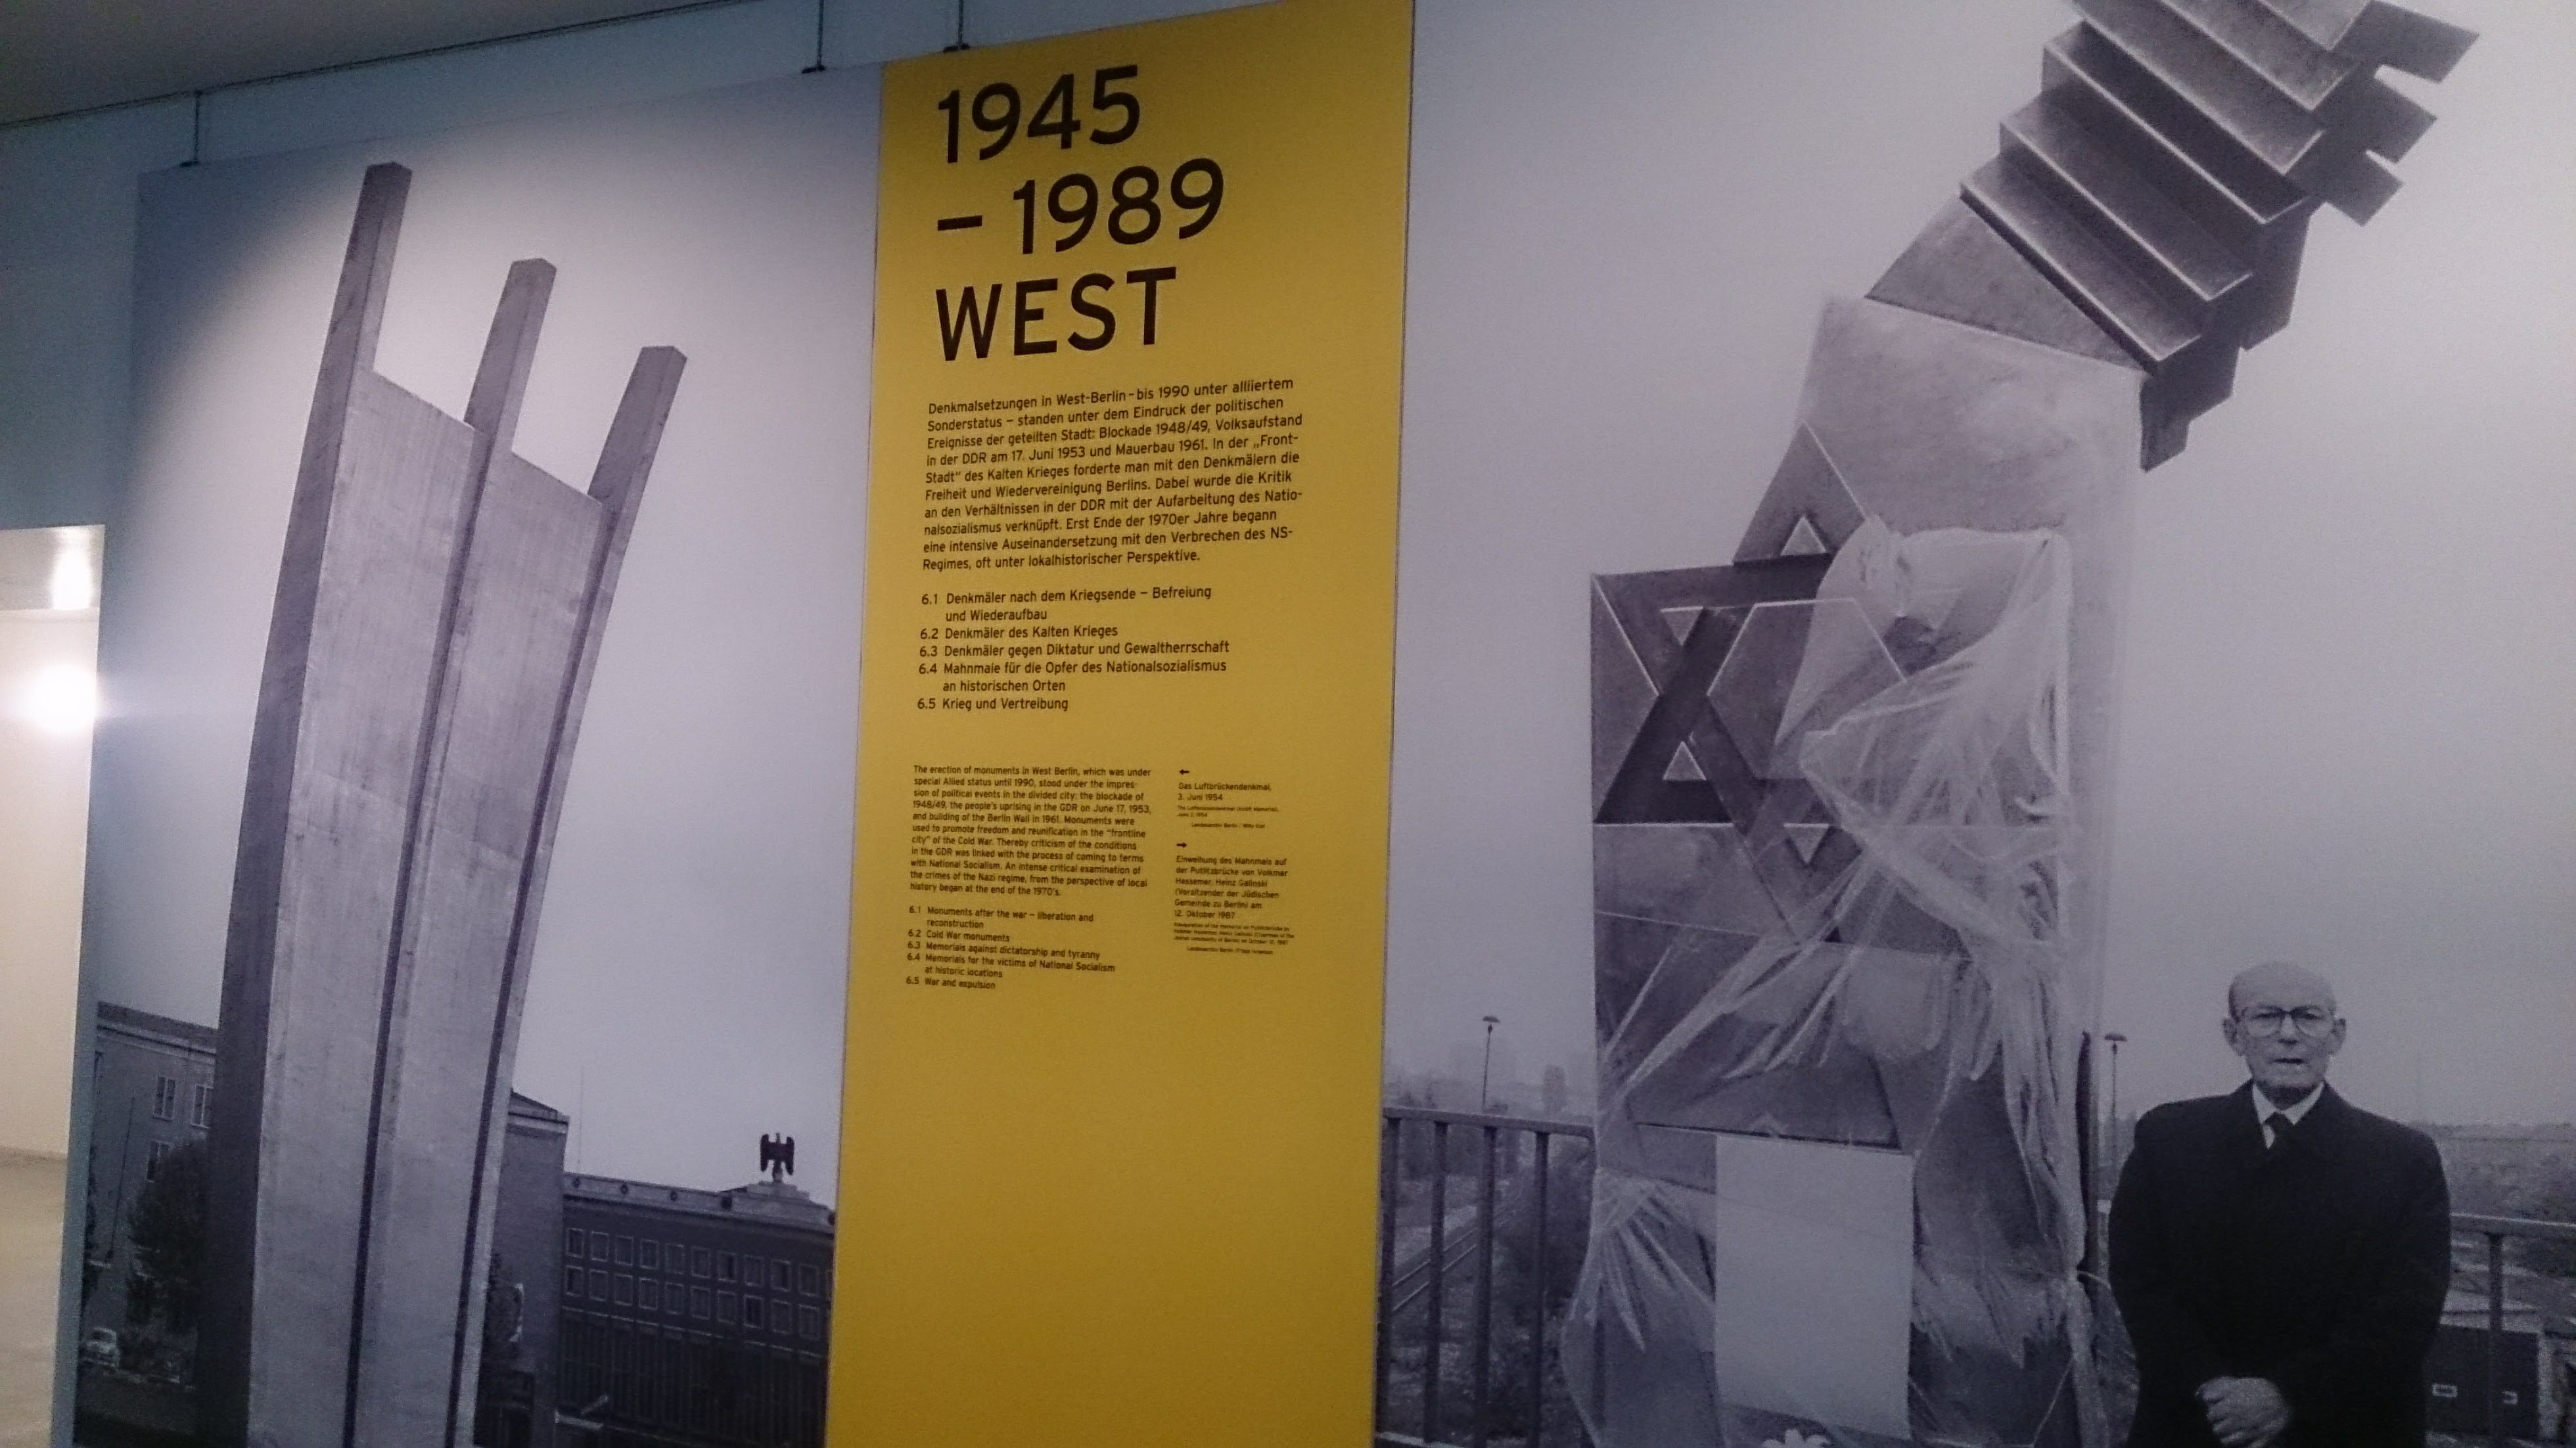 1945
– 1989
WEST
Denkmalsetzungen in West-Berlin – bis 1990 unter alliiertem
Sonderstatus – standen unter dem Eindruck der politischen
Ereignisse der geteilten Stadt: Blockade 1948/49, Volksaufstand
in der DDR am 17. Juni 1953 und Mauerbau 1961. In der „Front-
Stadt“ des Kalten Krieges forderte man mit den Denkmälern die
Freiheit und Wiedervereinigung Berlins. Dabei wurde die Kritik
an den Verhältnissen in der DDR mit der Aufarbeitung des Natio-
nalsozialismus verknüpft. Erst Ende der 1970er Jahre begann
eine intensive Auseinandersetzung mit den Verbrechen des NS-
Regimes, oft unter lokalhistorischer Perspektive.
6.1 Denkmäler nach dem Kriegsende – Befreiung
und Wiederaufbau
6.2 Denkmäler des Kalten Krieges
6.3 Denkmäler gegen Diktatur und Gewaltherrschaft
6.4 Mahnmale für die Opfer des Nationalsozialismus
an historischen Orten
6.5 Krieg und Vertreibung
The erection of monuments in West Berlin, which was under
special Allied status until 1990, stood under the impres-
sion of political events in the divided city: the blockade of
1948/49, the people's uprising in the GDR on June 17, 1953,
and building of the Berlin Wall in 1961. Monuments were
used to promote freedom and reunification in the “frontline
city” of the Cold War. Thereby criticism of the conditions
in the GDR was linked with the process of coming to terms
with National Socialism. An intense critical examination of
the crimes of the Nazi regime, from the perspective of local
history began at the end of the 1970's.
6.1 Monuments after the war – liberation and
reconstruction
6.2 Cold War monuments
6.3 Memorials against dictatorship and tyranny
6.4 Memorials for the victims of National Socialism
at historic locations
6.5 War and expulsion
←
Das Luftbrückendenkmal,
3. Juni 1954
Landesarchiv Berlin
→
Einweihung des Mahnmals auf
der Putlitzbrücke von Volkmar
Hassemer, Heinz Galinski
(Vorsitzender der Jüdischen
Gemeinde zu Berlin) am
12. Oktober 1987
Landesarchiv Berlin